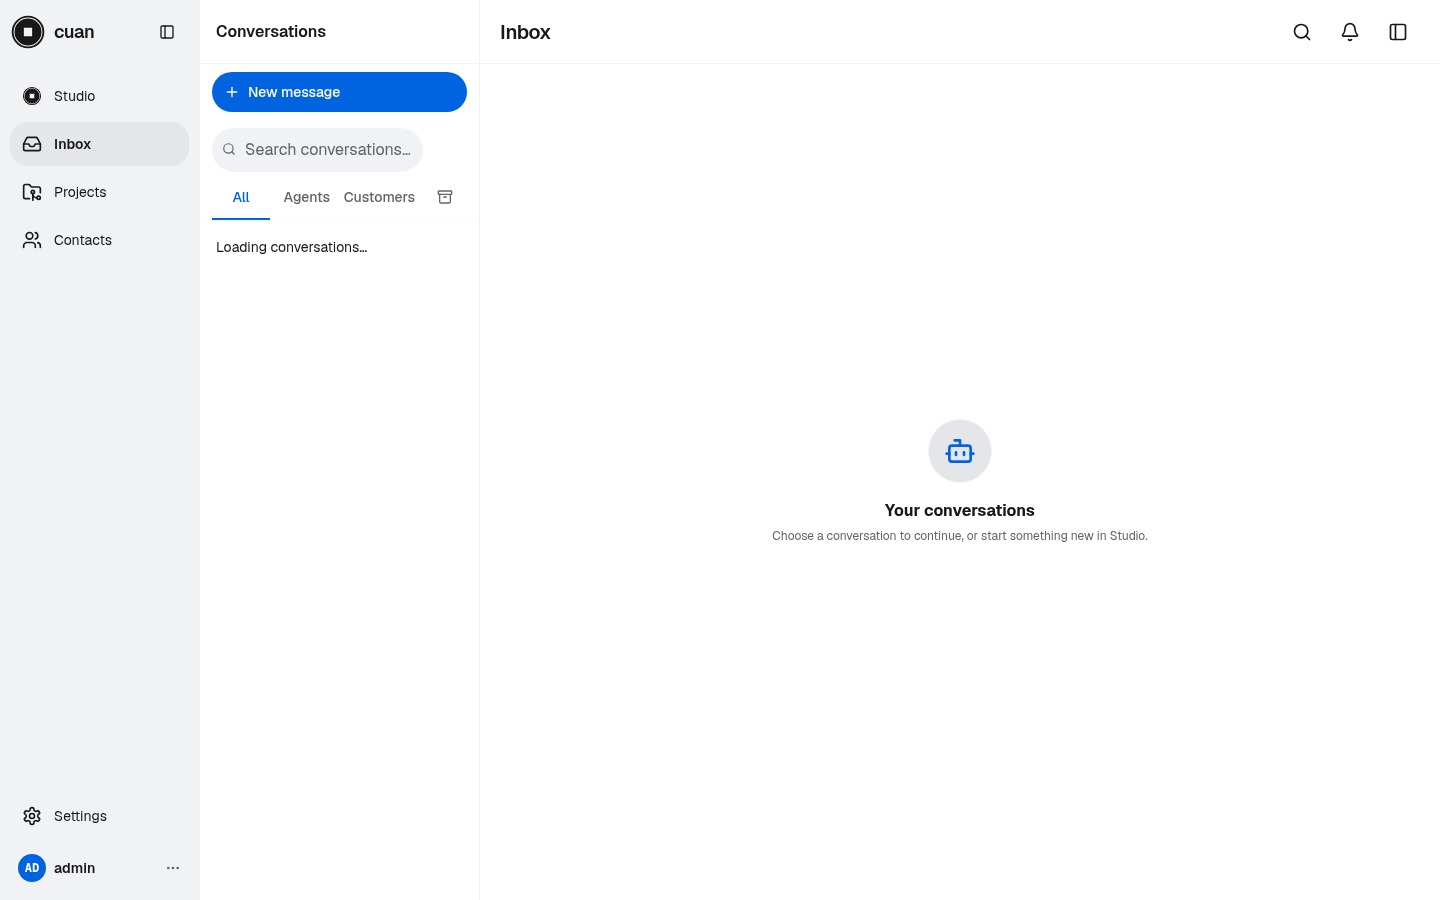 cuan
Studio
Inbox
Projects
Contacts
Settings
AD
admin
Conversations
New message
Search conversations...
All
Agents
Customers
Loading conversations...
Inbox
Your conversations
Choose a conversation to continue, or start something new in Studio.